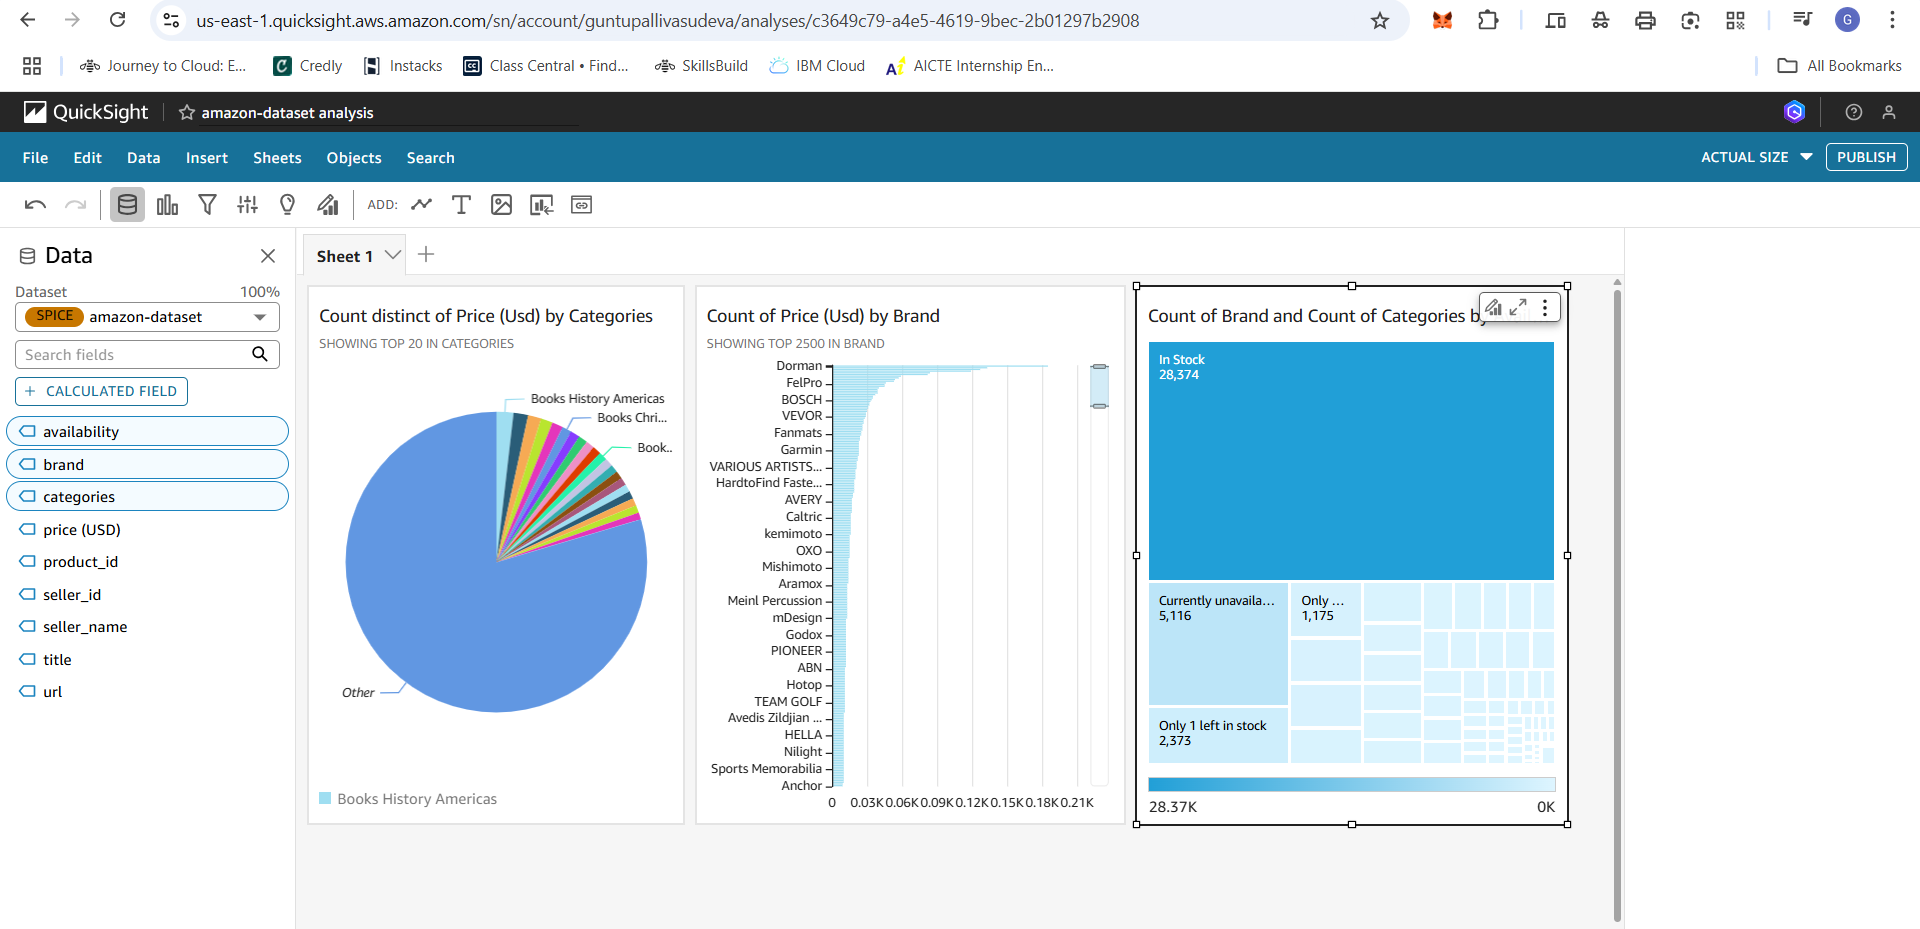 us-east-1.quicksight.aws.amazon.com/sn/account/guntupallivasudeva/analyses/c3649c79-a4e5-4619-9bec-2b01297b2908
G
Journey to Cloud: E...
Credly
Instacks
Class Central • Find...
SkillsBuild
IBM Cloud
AICTE Internship En...
All Bookmarks
QuickSight
amazon-dataset analysis
File
Edit
Data
Insert
Sheets
Objects
Search
ACTUAL SIZE
PUBLISH
ADD:
Data
Dataset
100%
SPICE
amazon-dataset
Search fields
+ CALCULATED FIELD
availability
brand
categories
price (USD)
product_id
seller_id
seller_name
title
url
Sheet 1
Count distinct of Price (Usd) by Categories
SHOWING TOP 20 IN CATEGORIES
Books History Americas
Books Chri...
Book..
Other
Books History Americas
Count of Price (Usd) by Brand
SHOWING TOP 2500 IN BRAND
Dorman
FelPro
BOSCH
VEVOR
Fanmats
Garmin
VARIOUS ARTISTS...
HardtoFind Faste...
AVERY
Caltric
kemimoto
OXO
Mishimoto
Aramox
Meinl Percussion
mDesign
Godox
PIONEER
ABN
Hotop
TEAM GOLF
Avedis Zildjian ...
HELLA
Nilight
Sports Memorabilia
Anchor
0
0.03K
0.06K
0.09K
0.12K
0.15K
0.18K
0.21K
Count of Brand and Count of Categories by
In Stock
28,374
Currently unavaila...
5,116
Only ...
1,175
Only 1 left in stock
2,373
28.37K
0K